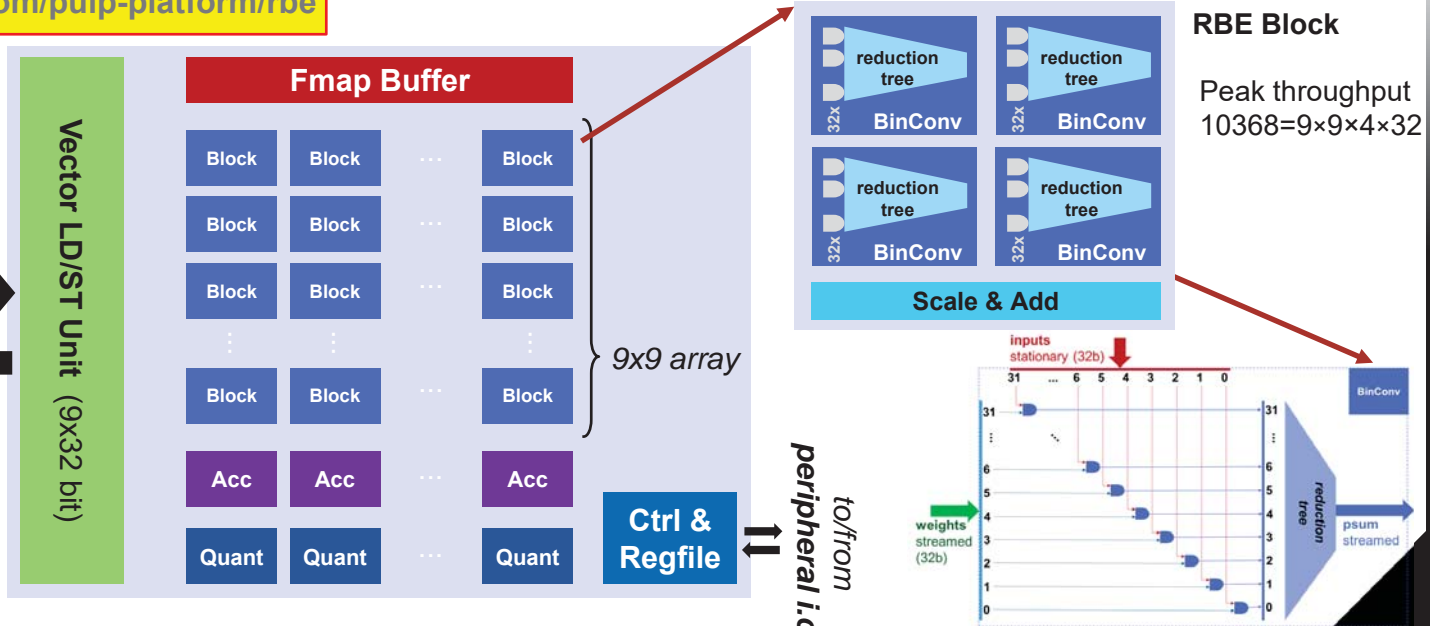 om/pulp-platform/rbe
Vector LD/ST Unit (9x32 bit)
Fmap Buffer
Block Block ... Block
Block Block ... Block
Block Block ... Block
⋮ ⋮ ⋮
Block Block ... Block
9x9 array
Acc Acc ... Acc
Quant Quant ... Quant
Ctrl &
Regfile
to/from
peripheral i.c
reduction
tree
32x
BinConv
reduction
tree
32x
BinConv
reduction
tree
32x
BinConv
reduction
tree
32x
BinConv
Scale & Add
RBE Block
Peak throughput
10368=9×9×4×32
inputs
stationary (32b)
31 ... 6 5 4 3 2 1 0
BinConv
31
⋮
6
5
4
3
2
1
0
weights
streamed
(32b)
31
⋮
6
5
4
3
2
1
0
reduction
tree
psum
streamed